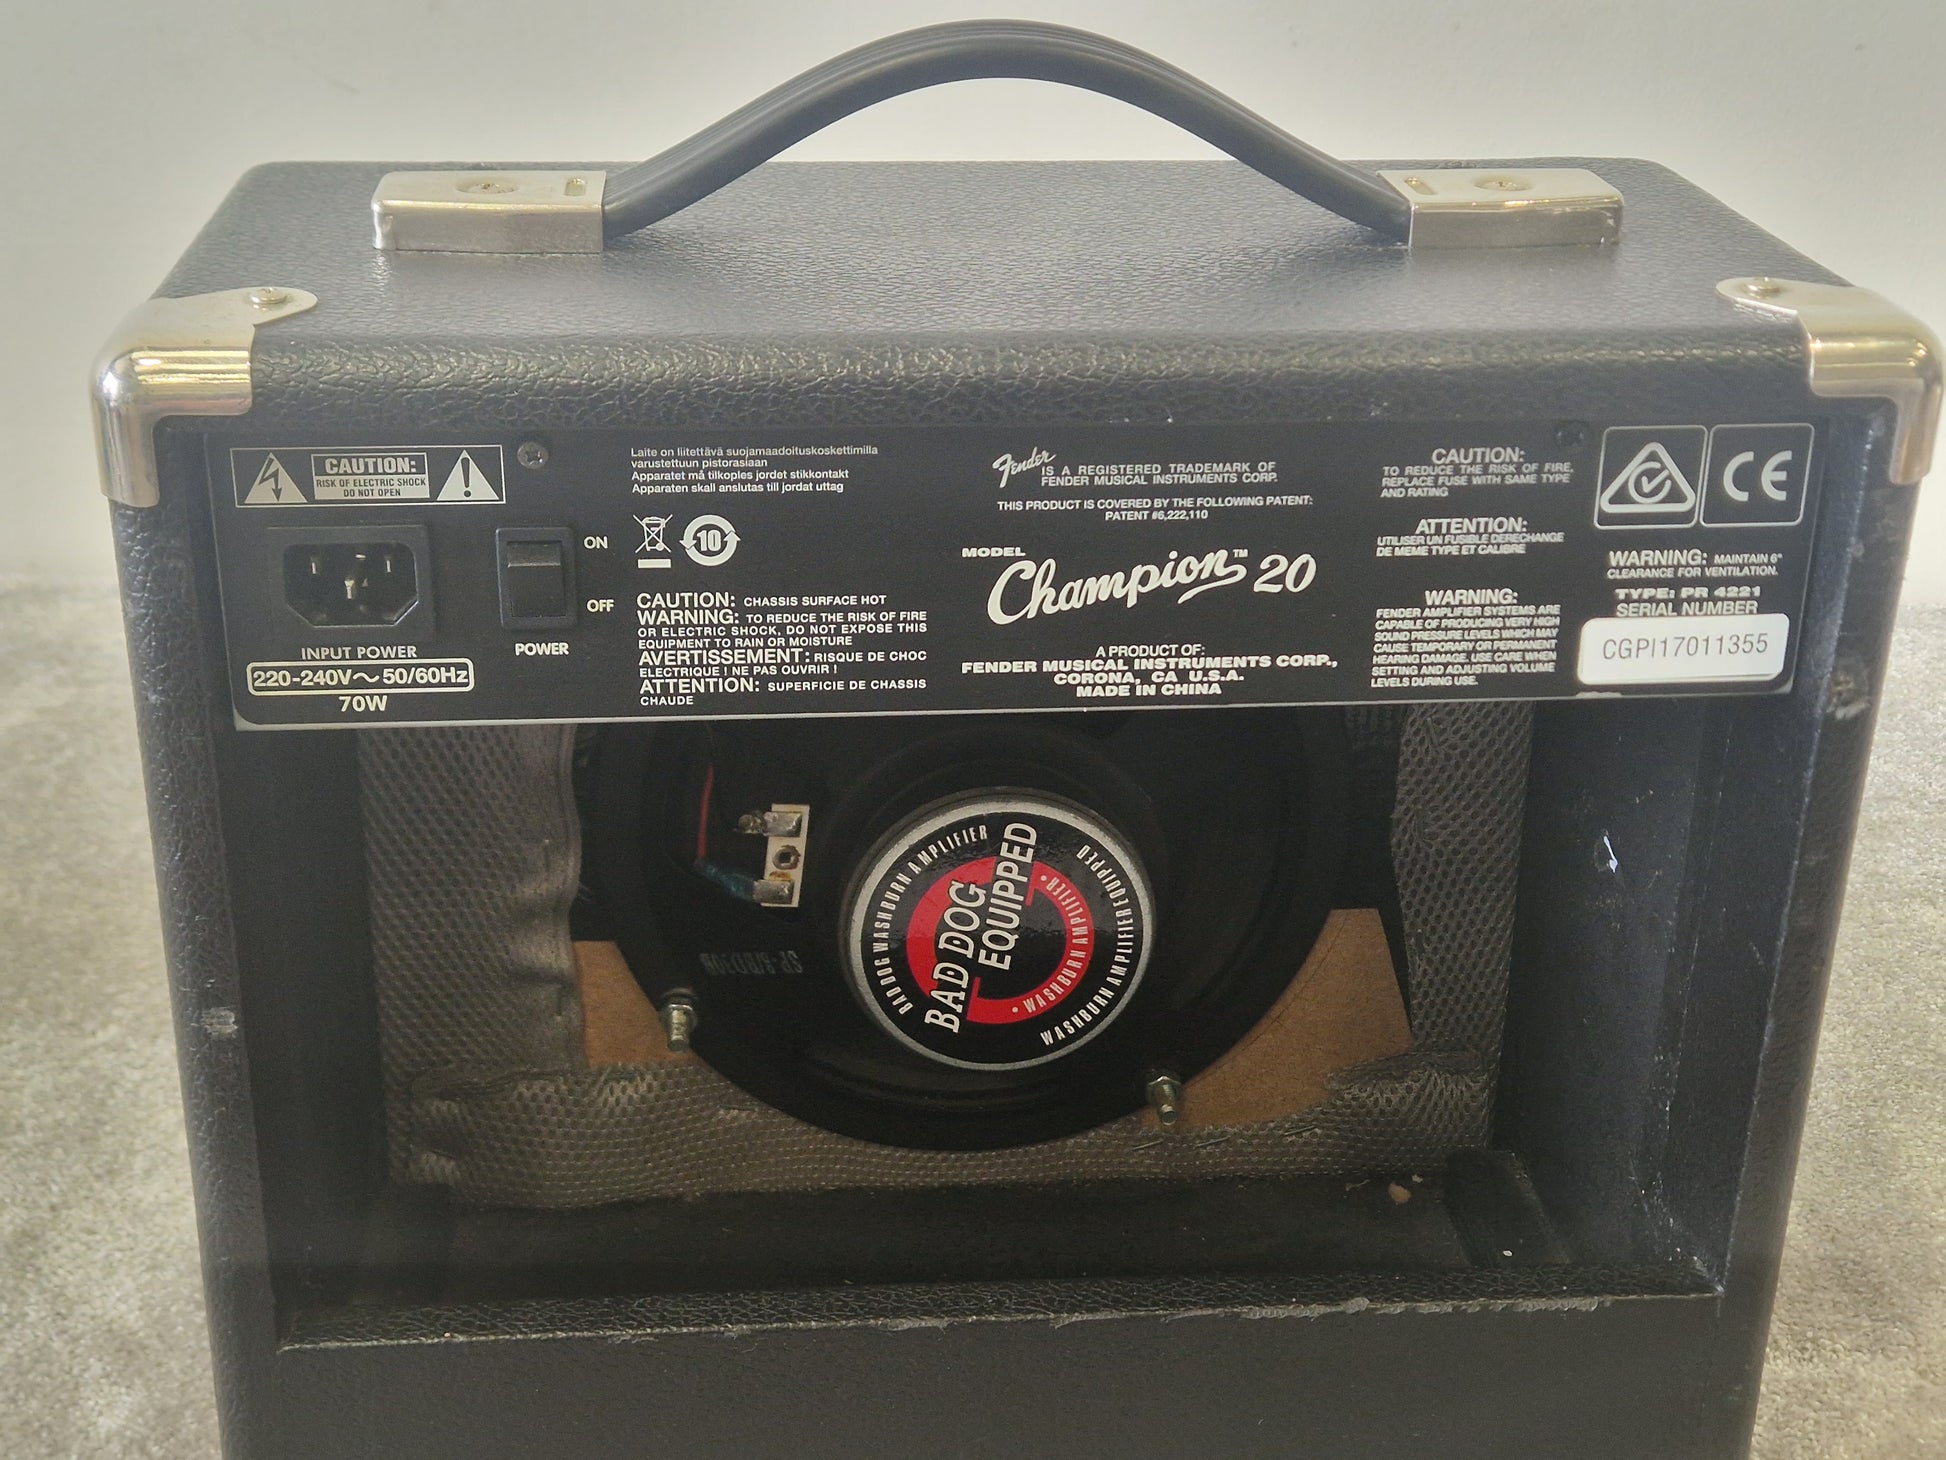 CAUTION:
RISK OF ELECTRIC SHOCK
DO NOT OPEN
INPUT POWER
220-240V~ 50/60Hz
70W
ON
OFF
POWER
Laite on liitettävä suojamaadoituskoskettimilla
varustettuun pistorasiaan
Apparatet må tilkoples jordet stikkontakt
Apparaten skall anslutas till jordat uttag
10
CAUTION: CHASSIS SURFACE HOT
WARNING: TO REDUCE THE RISK OF FIRE
OR ELECTRIC SHOCK, DO NOT EXPOSE THIS
EQUIPMENT TO RAIN OR MOISTURE
AVERTISSEMENT: RISQUE DE CHOC
ELECTRIQUE ! NE PAS OUVRIR !
ATTENTION: SUPERFICIE DE CHASSIS
CHAUDE
Fender IS A REGISTERED TRADEMARK OF
FENDER MUSICAL INSTRUMENTS CORP.
THIS PRODUCT IS COVERED BY THE FOLLOWING PATENT:
PATENT #6,222,110
MODEL
Champion™ 20
A PRODUCT OF:
FENDER MUSICAL INSTRUMENTS CORP.,
CORONA, CA U.S.A.
MADE IN CHINA
CAUTION:
TO REDUCE THE RISK OF FIRE,
REPLACE FUSE WITH SAME TYPE
AND RATING
ATTENTION:
UTILISER UN FUSIBLE DERECHANGE
DE MEME TYPE ET CALIBRE
WARNING:
FENDER AMPLIFIER SYSTEMS ARE
CAPABLE OF PRODUCING VERY HIGH
SOUND PRESSURE LEVELS WHICH MAY
CAUSE TEMPORARY OR PERMANENT
HEARING DAMAGE. USE CARE WHEN
SETTING AND ADJUSTING VOLUME
LEVELS DURING USE.
CE
WARNING: MAINTAIN 6"
CLEARANCE FOR VENTILATION.
TYPE: PR 4221
SERIAL NUMBER
CGPI17011355
BAD DOG WASHBURN AMPLIFIER
EQUIPPED
WASHBURN AMPLIFIER EQUIPPED
BAD DOG
EQUIPPED
• WASHBURN AMPLIFIER •